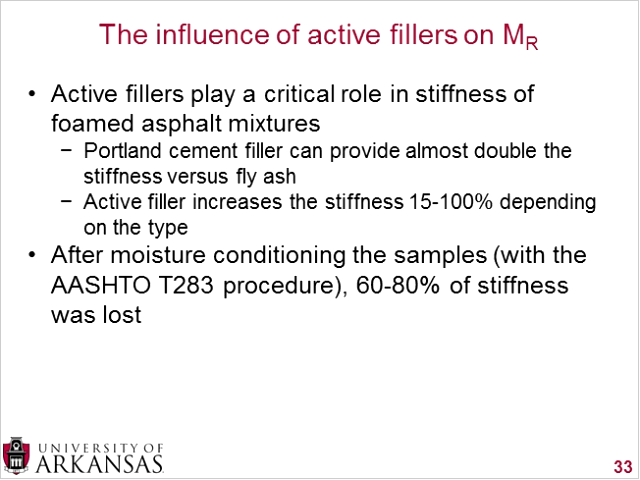 The influence of active fillers on MR
• Active fillers play a critical role in stiffness of
foamed asphalt mixtures
− Portland cement filler can provide almost double the
stiffness versus fly ash
− Active filler increases the stiffness 15-100% depending
on the type
• After moisture conditioning the samples (with the
AASHTO T283 procedure), 60-80% of stiffness
was lost
UNIVERSITY OF
ARKANSAS
33